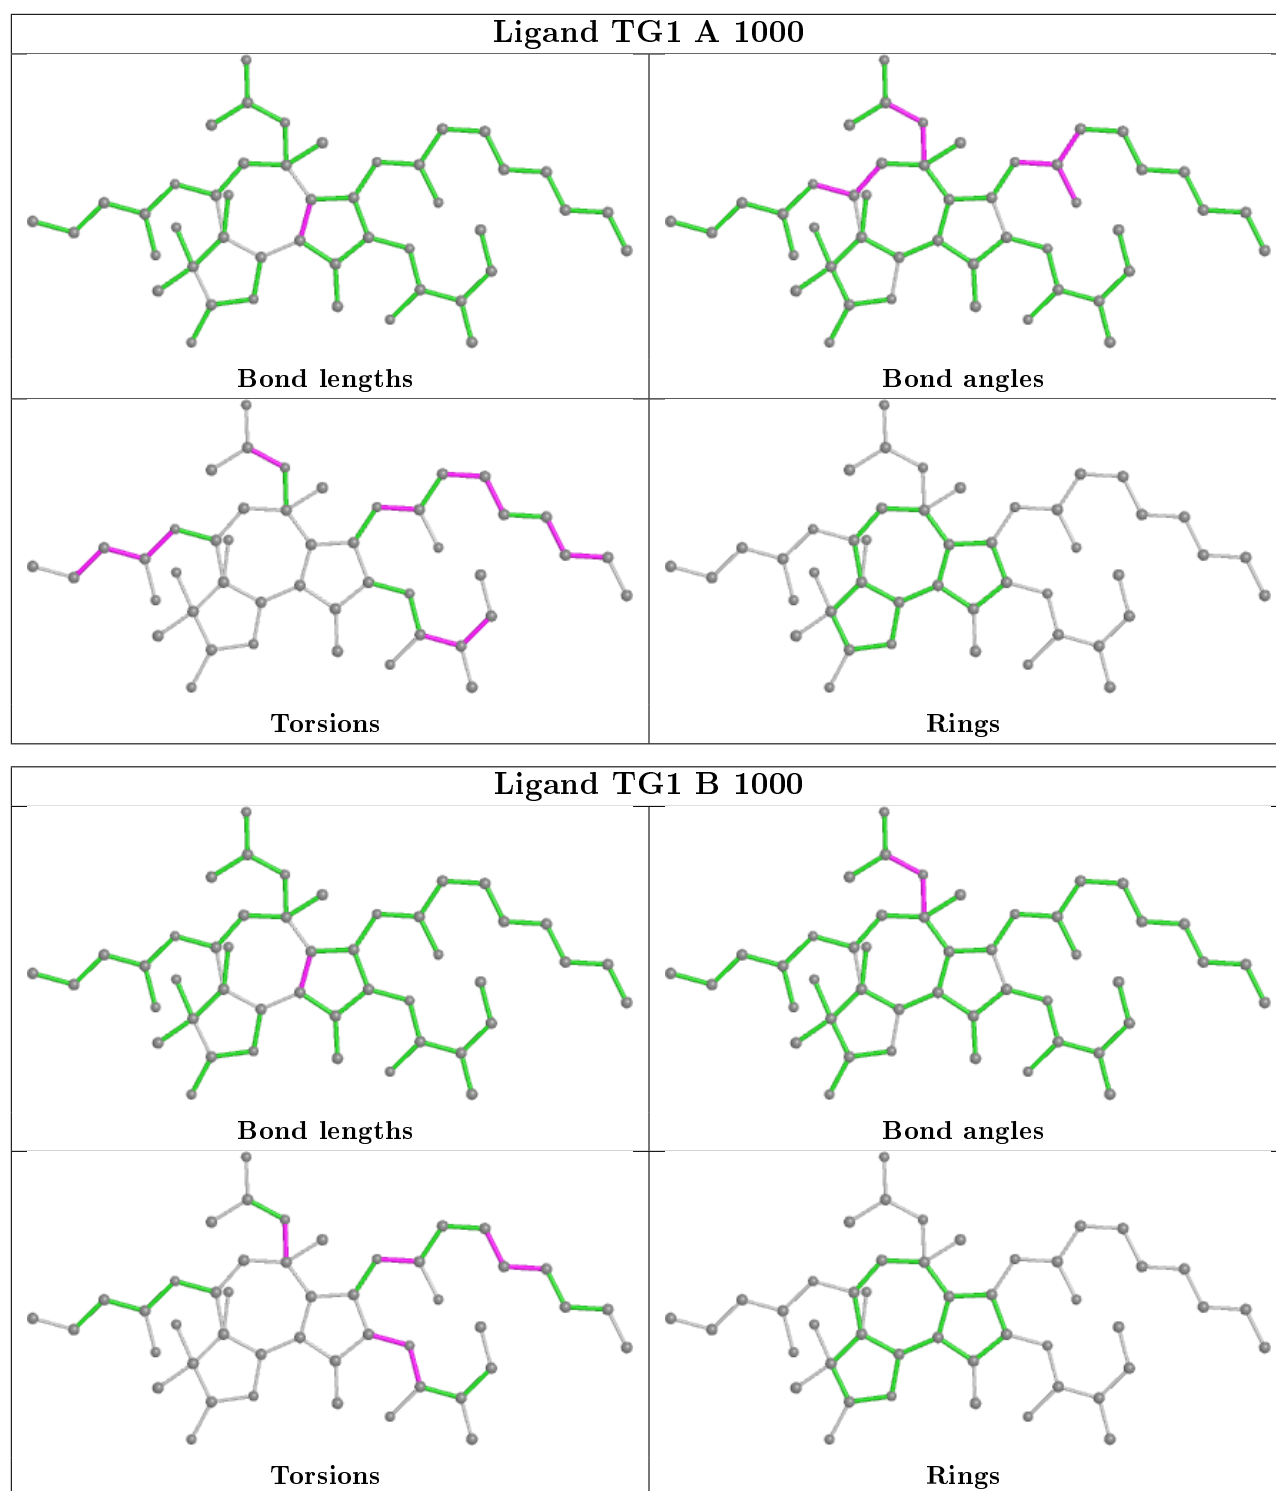 Ligand TG1 A 1000
Bond lengths
Bond angles
Torsions
Rings
Ligand TG1 B 1000
Bond lengths
Bond angles
Torsions
Rings